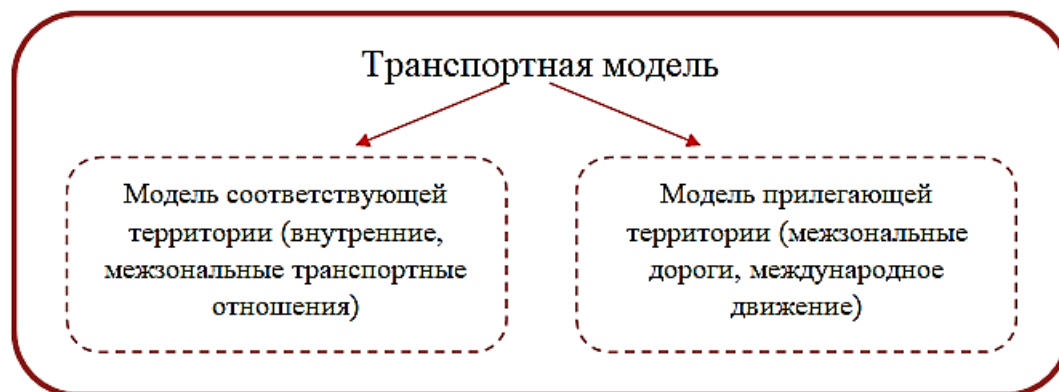 Транспортная модель
Модель соответствующей
территории (внутренние,
межзональные транспортные
отношения)
Модель прилегающей
территории (межзональные
дороги, международное
движение)